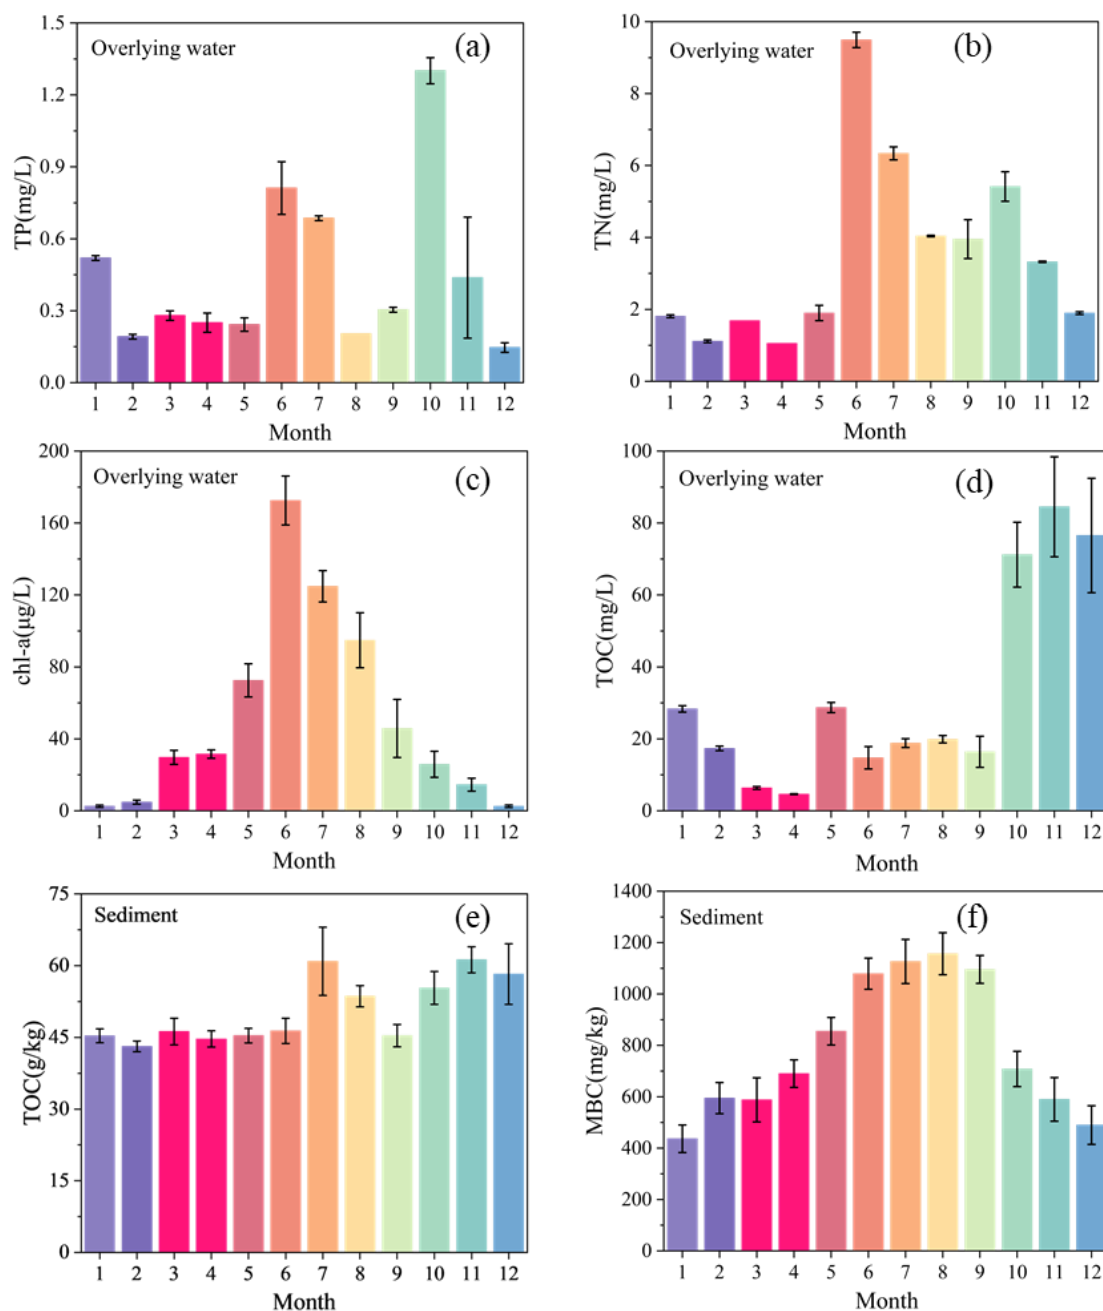 Overlying water
(a)
TP(mg/L)
1.5
1.2
0.9
0.6
0.3
0.0
1 2 3 4 5 6 7 8 9 10 11 12
Month
Overlying water
(b)
TN(mg/L)
10
8
6
4
2
0
1 2 3 4 5 6 7 8 9 10 11 12
Month
Overlying water
(c)
chl-a(μg/L)
200
160
120
80
40
0
1 2 3 4 5 6 7 8 9 10 11 12
Month
Overlying water
(d)
TOC(mg/L)
100
80
60
40
20
0
1 2 3 4 5 6 7 8 9 10 11 12
Month
Sediment
(e)
TOC(g/kg)
75
60
45
30
15
0
1 2 3 4 5 6 7 8 9 10 11 12
Month
Sediment
(f)
MBC(mg/kg)
1400
1200
1000
800
600
400
200
0
1 2 3 4 5 6 7 8 9 10 11 12
Month